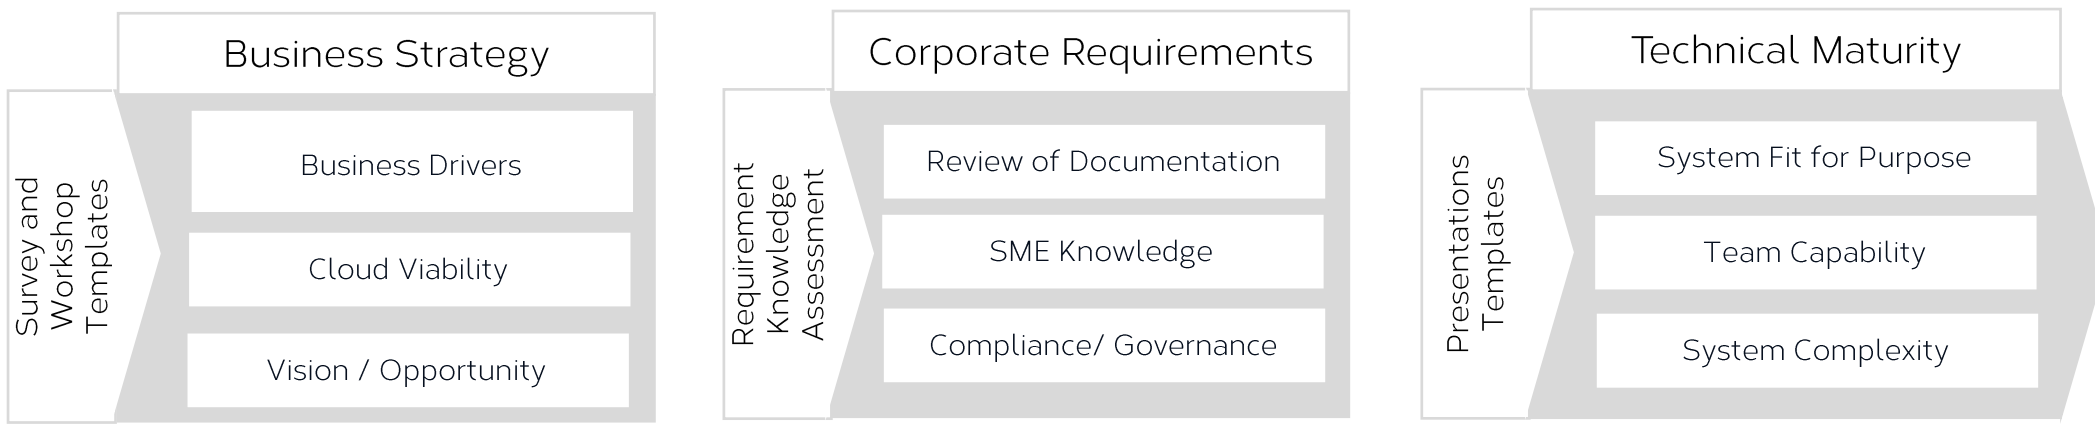 Business Strategy
Survey and
Workshop
Templates
Business Drivers
Cloud Viability
Vision / Opportunity
Corporate Requirements
Requirement
Knowledge
Assessment
Review of Documentation
SME Knowledge
Compliance/ Governance
Technical Maturity
Presentations
Templates
System Fit for Purpose
Team Capability
System Complexity